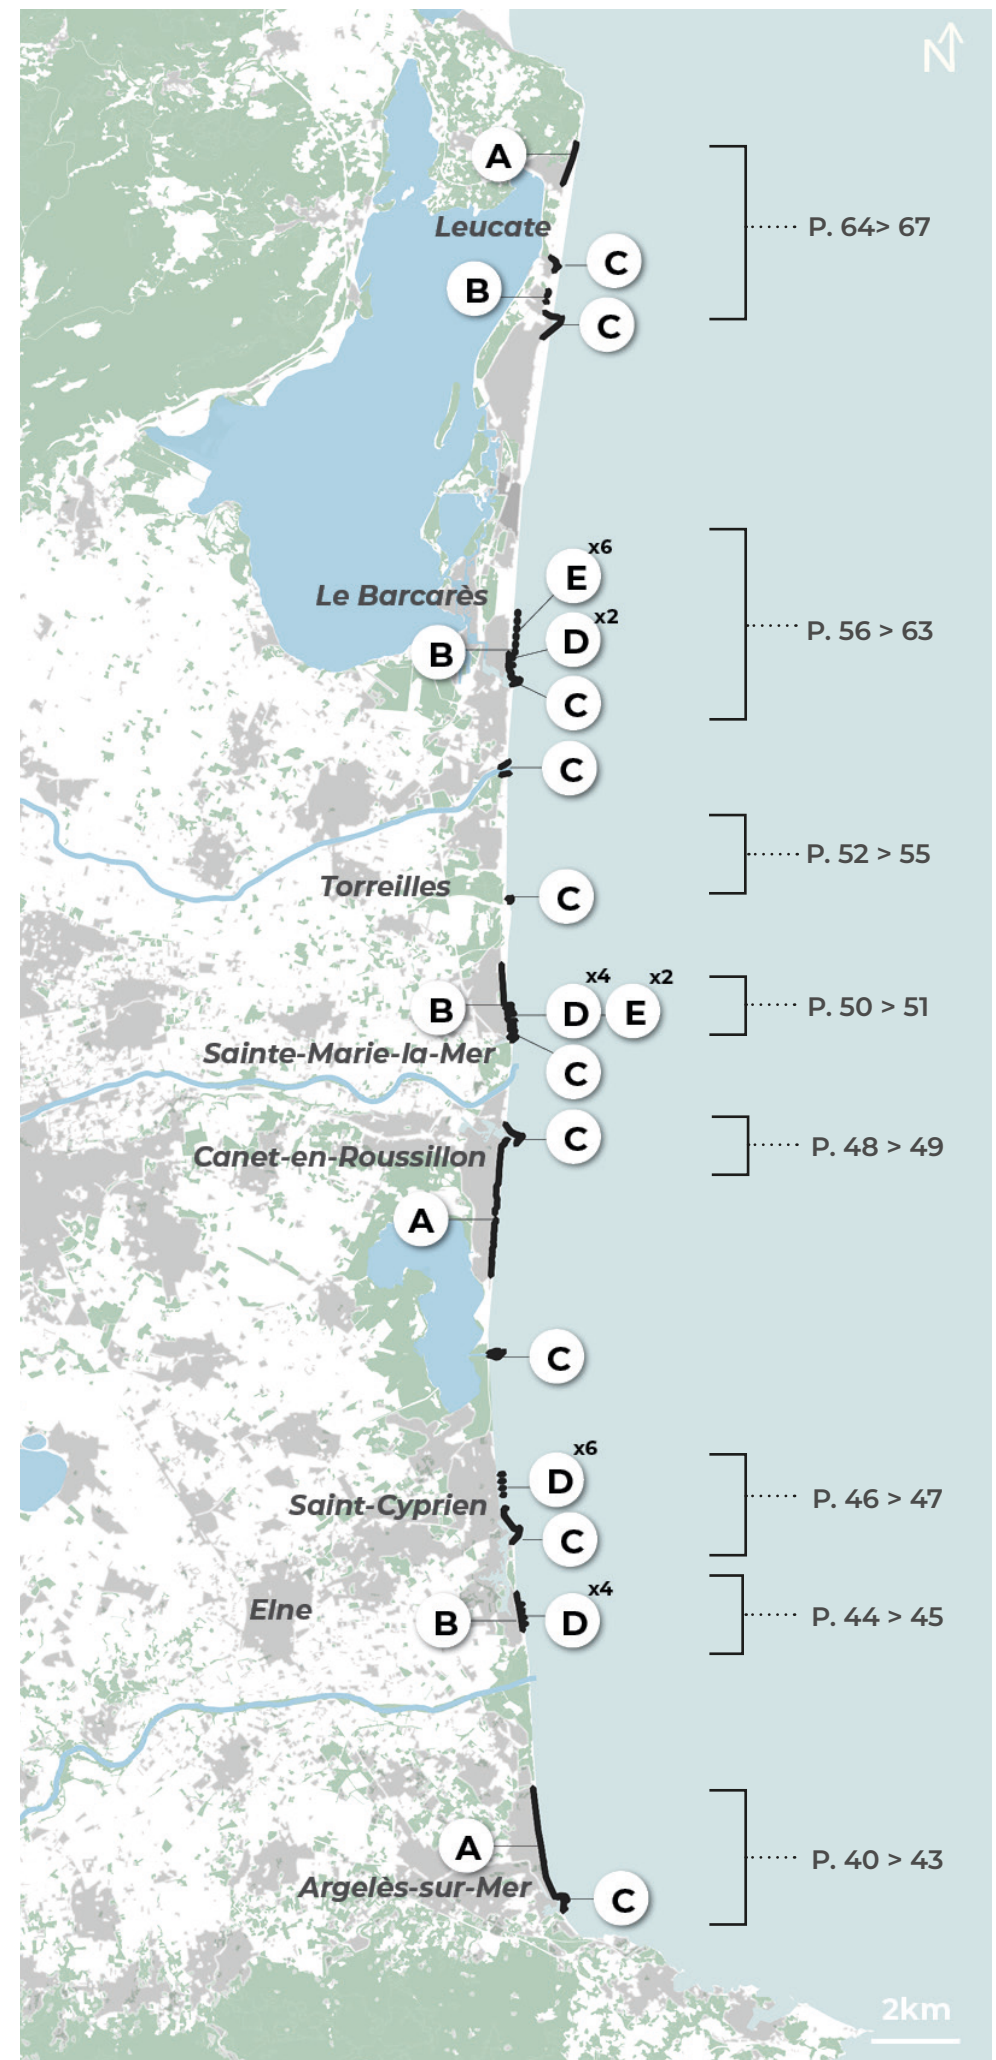 N
A
Leucate
P. 64> 67
C
B
C
x6
E
Le Barcarès
x2
D
P. 56 > 63
B
C
C
P. 52 > 55
Torreilles
C
x4
x2
B
D
E
P. 50 > 51
Sainte-Marie-la-Mer
C
C
P. 48 > 49
Canet-en-Roussillon
A
C
x6
D
P. 46 > 47
Saint-Cyprien
C
x4
Elne
B
D
P. 44 > 45
A
P. 40 > 43
Argelès-sur-Mer
C
2km